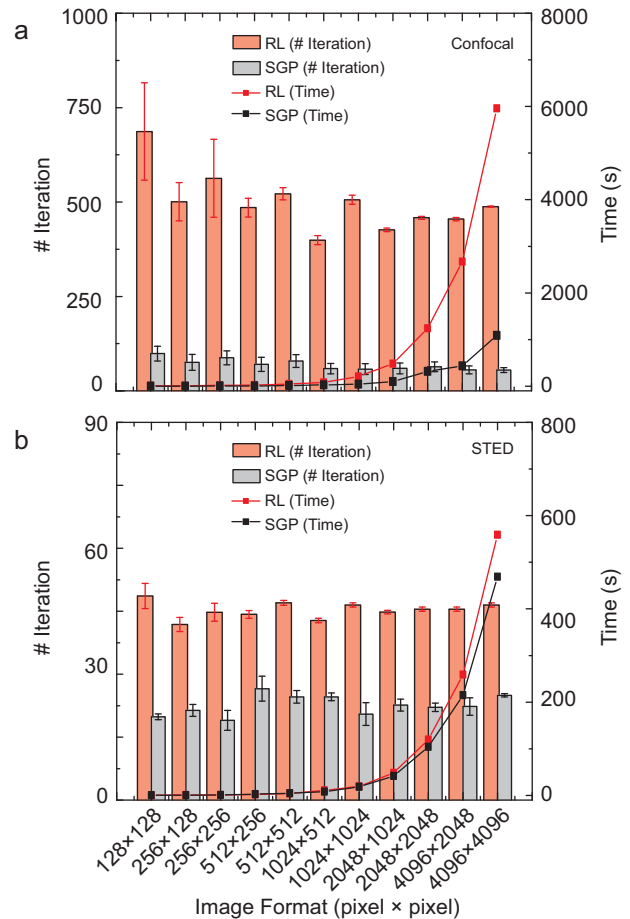 a
1000
750
500
250
0
# Iteration
RL (# Iteration)
SGP (# Iteration)
RL (Time)
SGP (Time)
Confocal
8000
6000
4000
2000
0
Time (s)
b
90
60
30
0
# Iteration
RL (# Iteration)
SGP (# Iteration)
RL (Time)
SGP (Time)
STED
800
600
400
200
0
Time (s)
128×128
256×128
256×256
512×256
512×512
1024×512
1024×1024
2048×1024
2048×2048
4096×2048
4096×4096
Image Format (pixel × pixel)